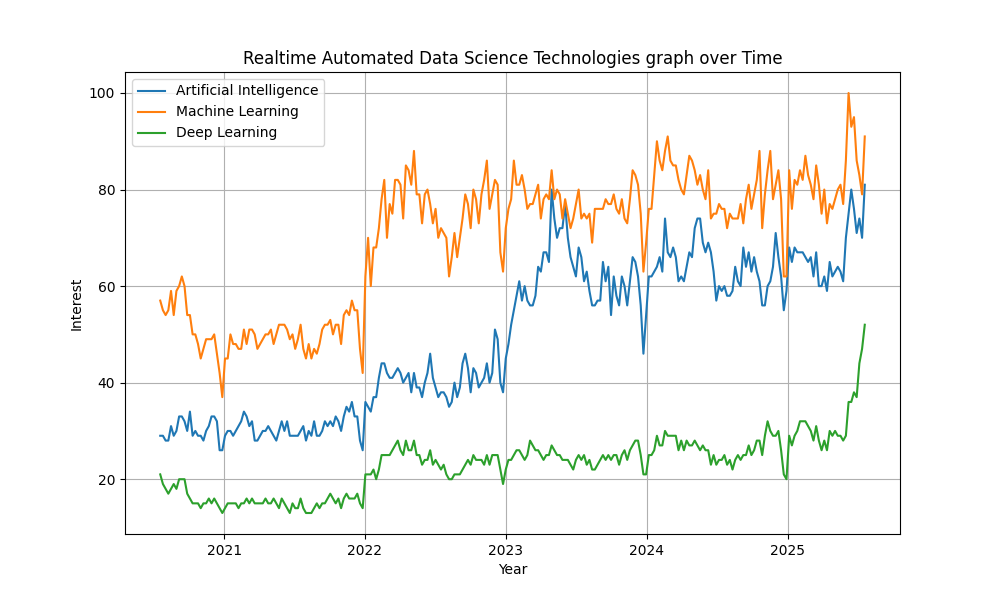 Realtime Automated Data Science Technologies graph over Time
Artificial Intelligence
Machine Learning
Deep Learning
100
80
60
40
20
Interest
2021 2022 2023 2024 2025
Year